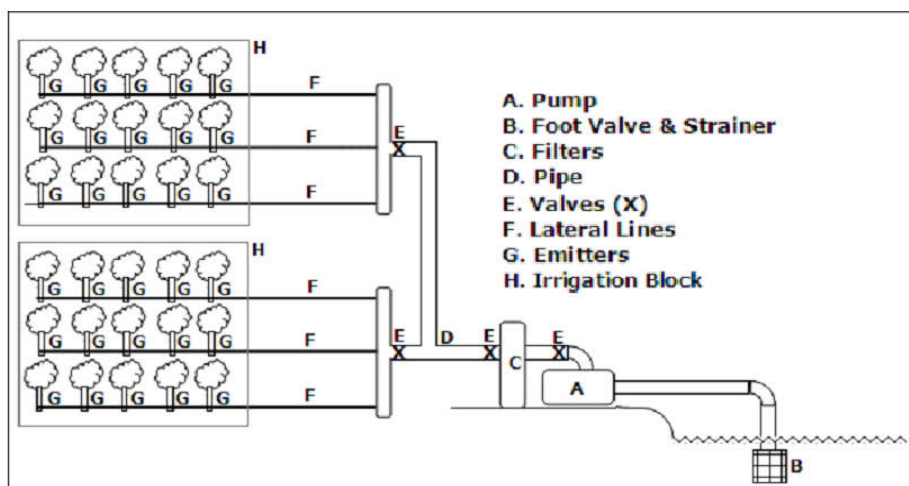 H
G G G G G F
E
X
G G G G G F
G G G G G F
A. Pump
B. Foot Valve & Strainer
C. Filters
D. Pipe
E. Valves (X)
F. Lateral Lines
G. Emitters
H. Irrigation Block
H
G G G G G F
G G G G G F
E D E E
X X X
C
A
G G G G G F
B